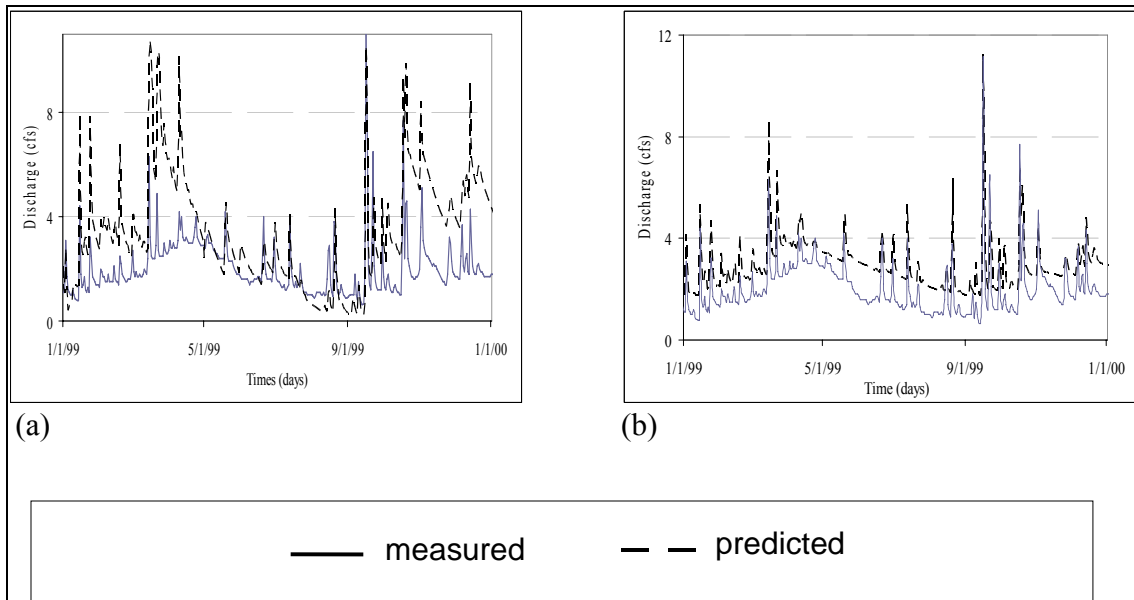 8
4
0
Discharge (cfs)
1/1/99 5/1/99 9/1/99 1/1/00
Times (days)
(a)
12
8
4
0
Discharge (cfs)
1/1/99 5/1/99 9/1/99 1/1/00
Time (days)
(b)
measured predicted